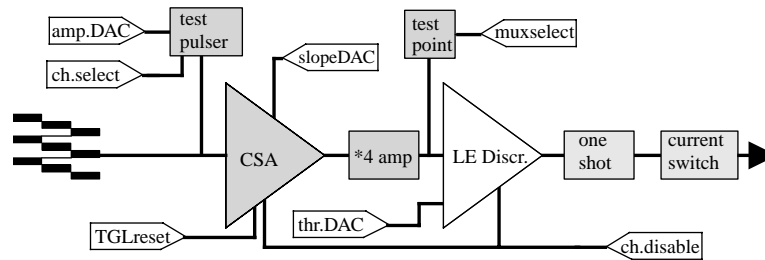 amp.DAC
test
pulser
ch.select
slopeDAC
test
point
muxselect
CSA
*4 amp
LE Discr.
one
shot
current
switch
TGLreset
thr.DAC
ch.disable